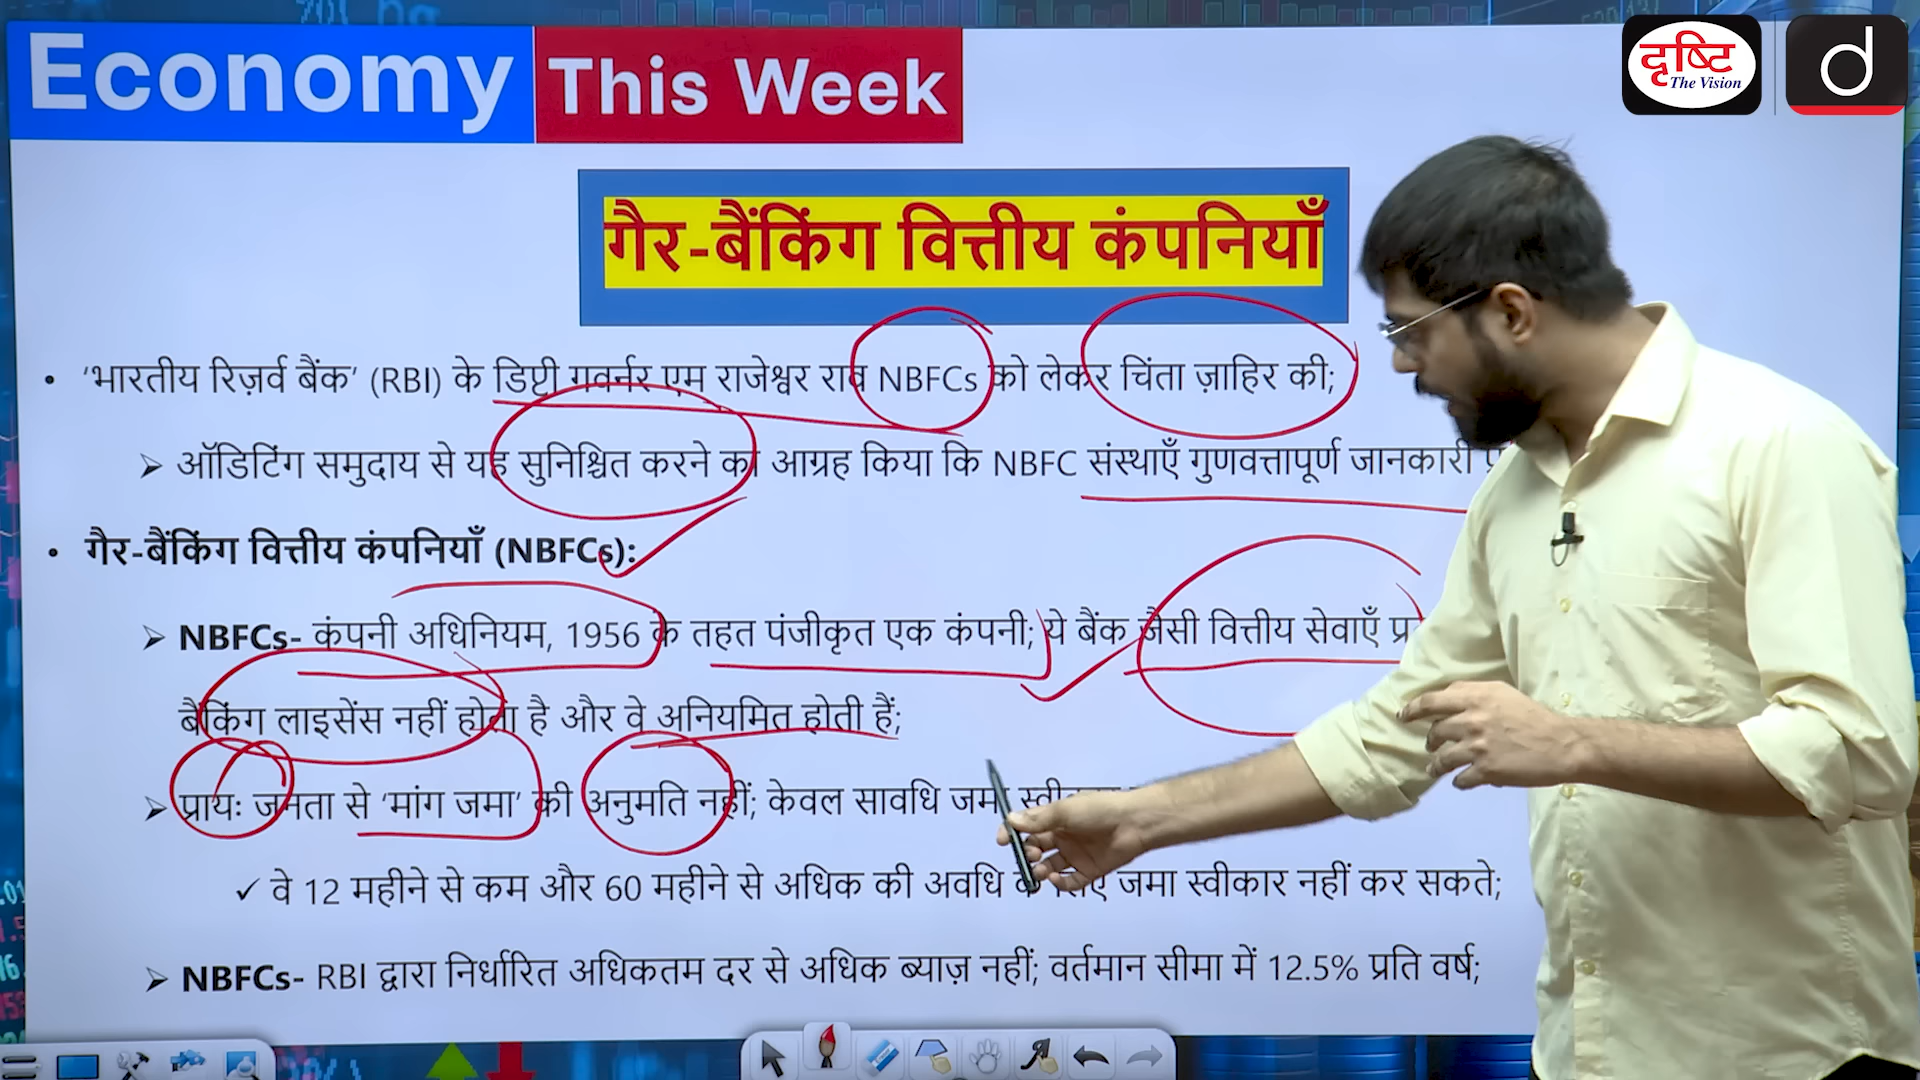 Economy This Week
दृष्टि
The Vision
d
गैर-बैंकिंग वित्तीय कंपनियाँ
• 'भारतीय रिज़र्व बैंक' (RBI) के डिप्टी गवर्नर एम राजेश्वर राव NBFCs को लेकर चिंता ज़ाहिर की;
➢ ऑडिटिंग समुदाय से यह सुनिश्चित करने का आग्रह किया कि NBFC संस्थाएँ गुणवत्तापूर्ण जानकारी
• गैर-बैंकिंग वित्तीय कंपनियाँ (NBFCs):
➢ NBFCs- कंपनी अधिनियम, 1956 के तहत पंजीकृत एक कंपनी; ये बैंक जैसी वित्तीय सेवाएँ
बैंकिंग लाइसेंस नहीं होता है और वे अनियमित होती हैं;
➢ प्रायः जनता से 'मांग जमा' की अनुमति नहीं; केवल सावधि जमा
✓ वे 12 महीने से कम और 60 महीने से अधिक की अवधि के लिए जमा स्वीकार नहीं कर सकते;
➢ NBFCs- RBI द्वारा निर्धारित अधिकतम दर से अधिक ब्याज़ नहीं; वर्तमान सीमा में 12.5% प्रति वर्ष;